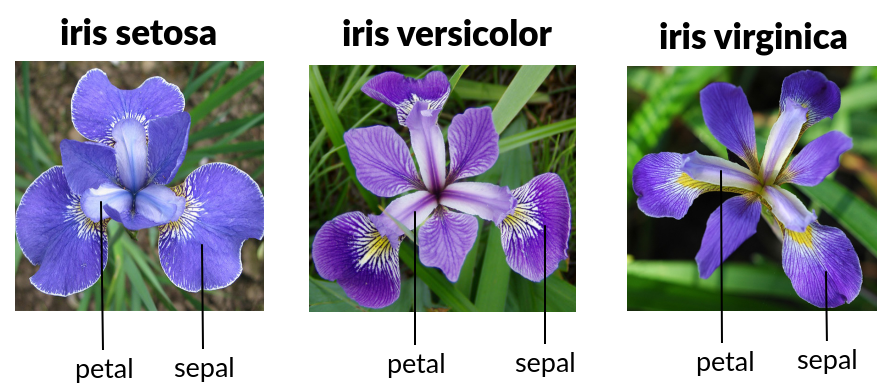 iris setosa
iris versicolor
iris virginica
petal
sepal
petal
sepal
petal
sepal